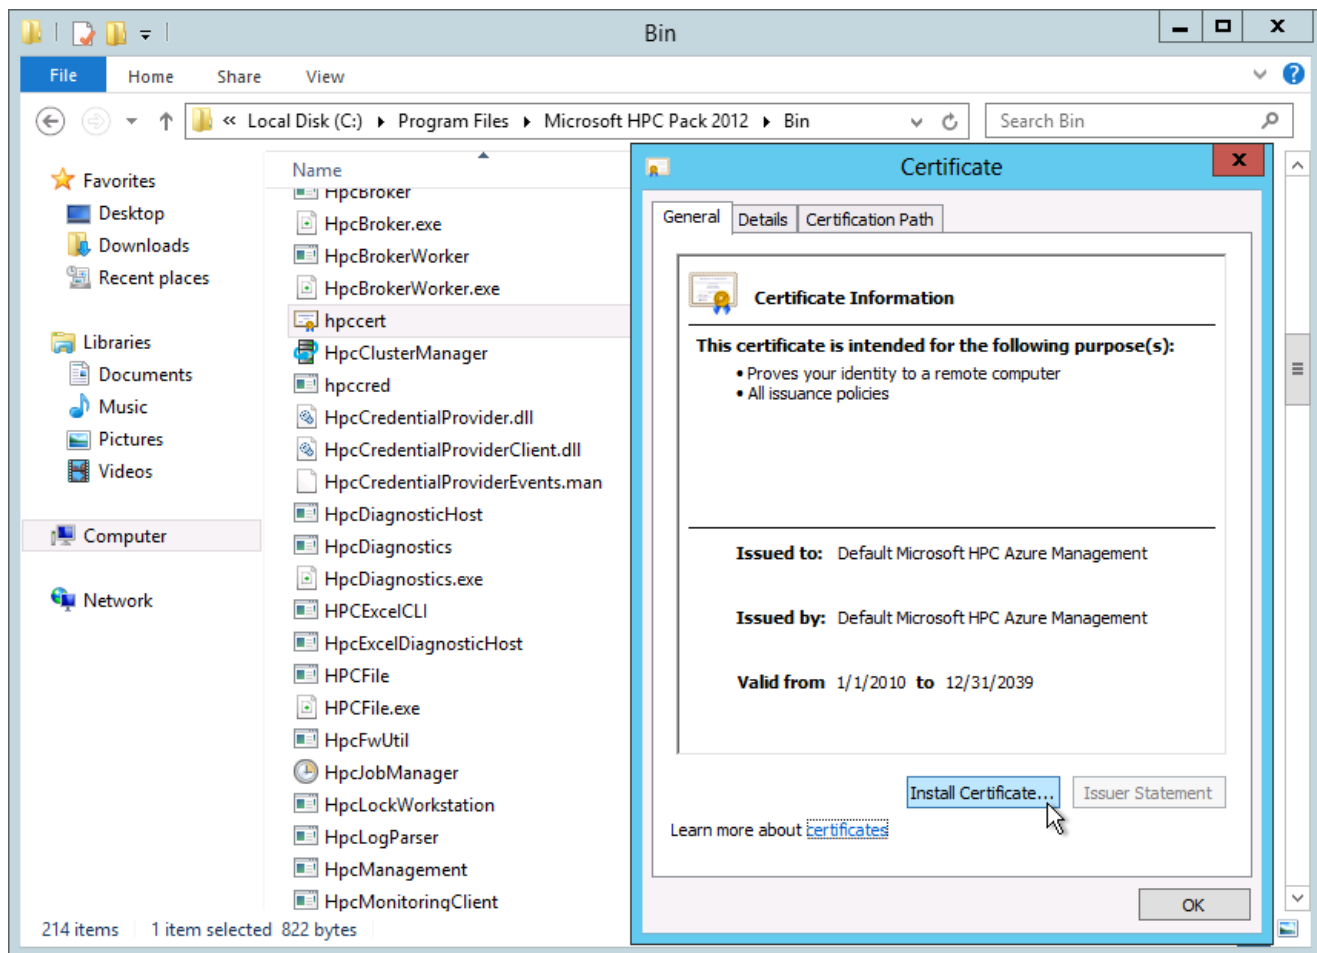 Bin
File Home Share View
« Local Disk (C:) Program Files Microsoft HPC Pack 2012 Bin
Search Bin
Favorites
Desktop
Downloads
Recent places
Libraries
Documents
Music
Pictures
Videos
Computer
Network
Name
HpcBroker
HpcBroker.exe
HpcBrokerWorker
HpcBrokerWorker.exe
hpccert
HpcClusterManager
hpccred
HpcCredentialProvider.dll
HpcCredentialProviderClient.dll
HpcCredentialProviderEvents.man
HpcDiagnosticHost
HpcDiagnostics
HpcDiagnostics.exe
HPCExcelCLI
HpcExcelDiagnosticHost
HPCFile
HPCFile.exe
HpcFwUtil
HpcJobManager
HpcLockWorkstation
HpcLogParser
HpcManagement
HpcMonitoringClient
214 items 1 item selected 822 bytes
Certificate
General Details Certification Path
Certificate Information
This certificate is intended for the following purpose(s):
• Proves your identity to a remote computer
• All issuance policies
Issued to: Default Microsoft HPC Azure Management
Issued by: Default Microsoft HPC Azure Management
Valid from 1/1/2010 to 12/31/2039
Install Certificate... Issuer Statement
Learn more about certificates
OK